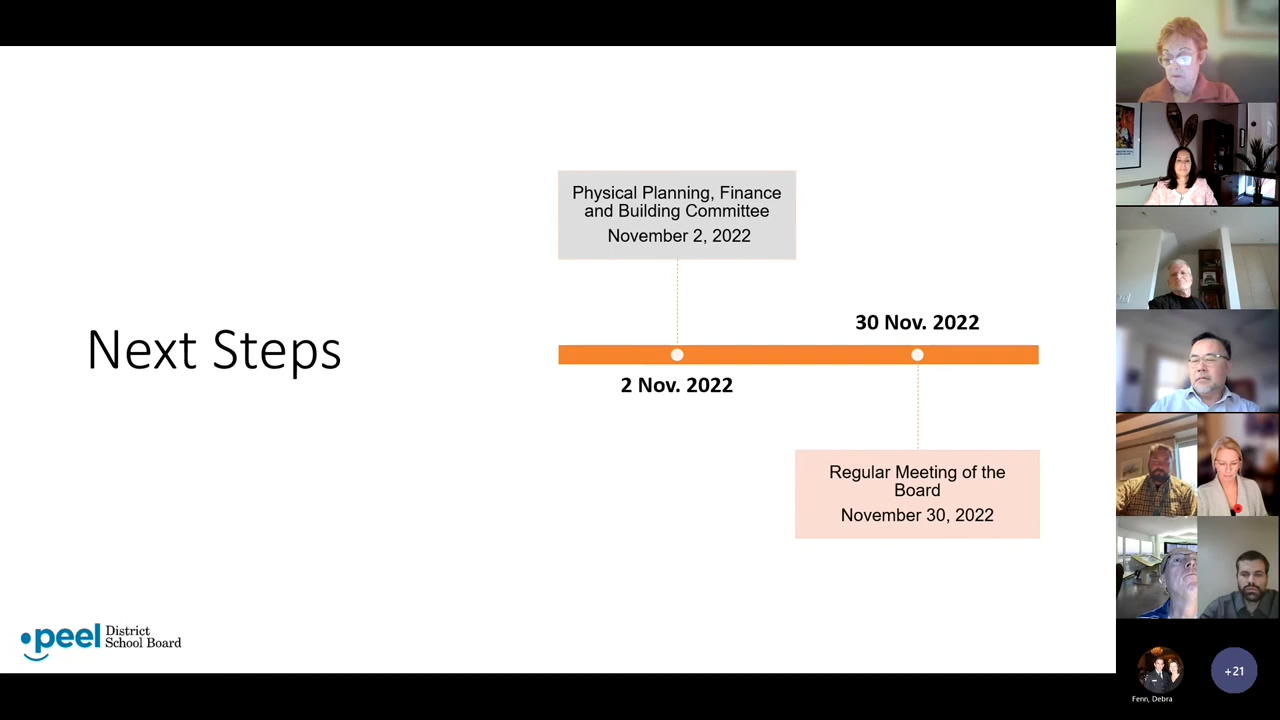 Next Steps
Physical Planning, Finance
and Building Committee
November 2, 2022
2 Nov. 2022
30 Nov. 2022
Regular Meeting of the
Board
November 30, 2022
peel District
School Board
Fenn, Debra
+21